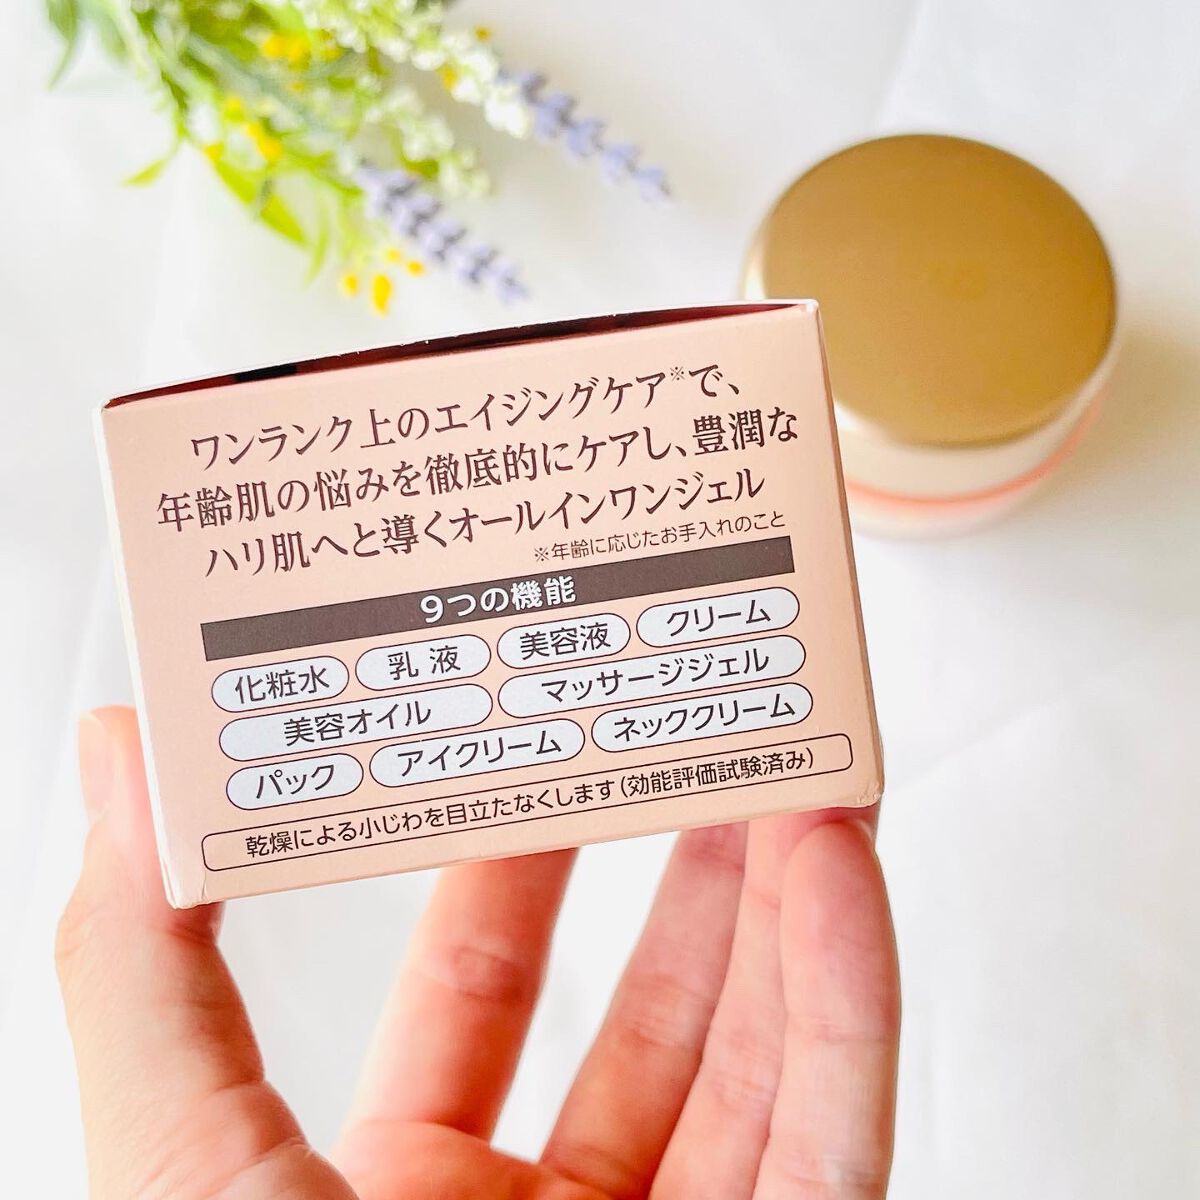 ワンランク上のエイジングケア※で、
年齢肌の悩みを徹底的にケアし、豊潤な
ハリ肌へと導くオールインワンジェル
※年齢に応じたお手入れのこと
9つの機能
化粧水 乳液 美容液 クリーム
美容オイル マッサージジェル
パック アイクリーム ネッククリーム
乾燥による小じわを目立たなくします(効能評価試験済み)